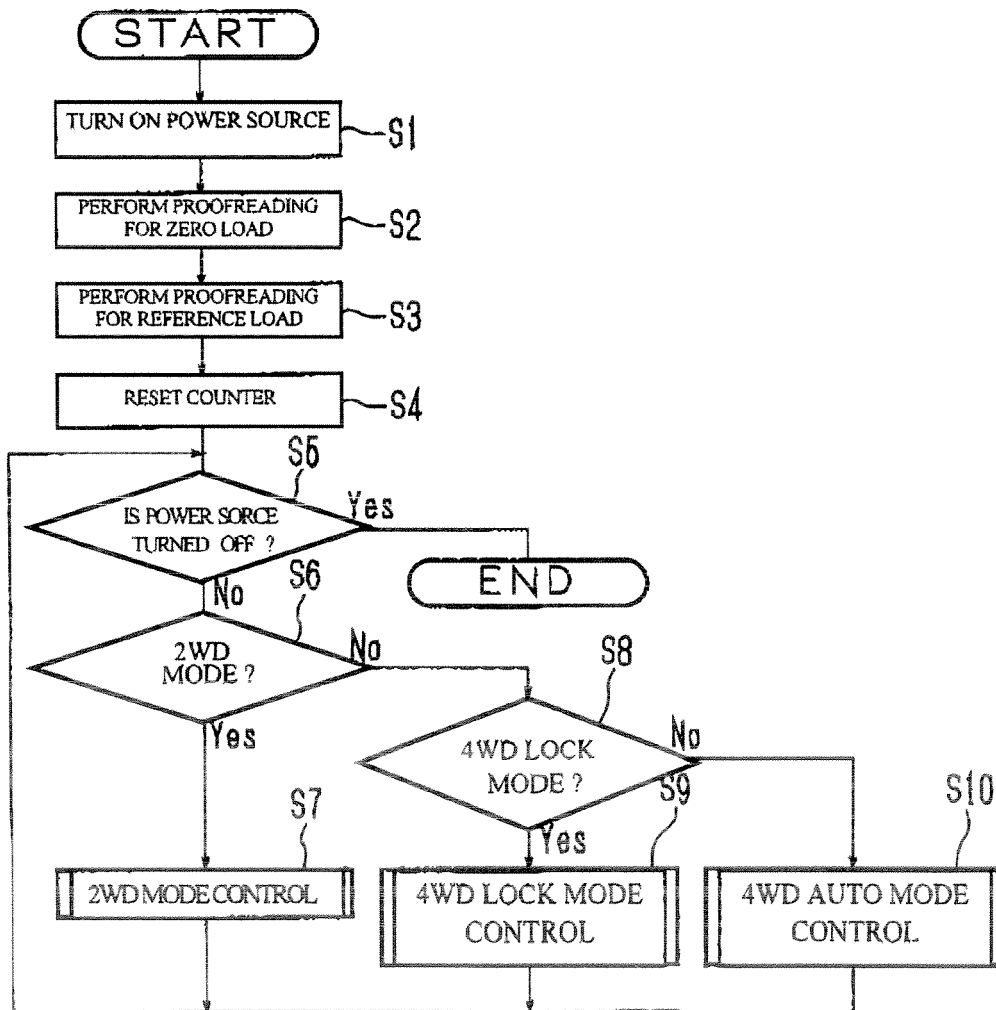 START
TURN ON POWER SOURCE
S1
PERFORM PROOFREADING
FOR ZERO LOAD
S2
PERFORM PROOFREADING
FOR REFERENCE LOAD
S3
RESET COUNTER
S4
S5
IS POWER SORCE
TURNED OFF ?
Yes
END
No
S6
2WD
MODE ?
No
Yes
S8
4WD LOCK
MODE ?
No
Yes
S7
2WD MODE CONTROL
S9
4WD LOCK MODE
CONTROL
S10
4WD AUTO MODE
CONTROL